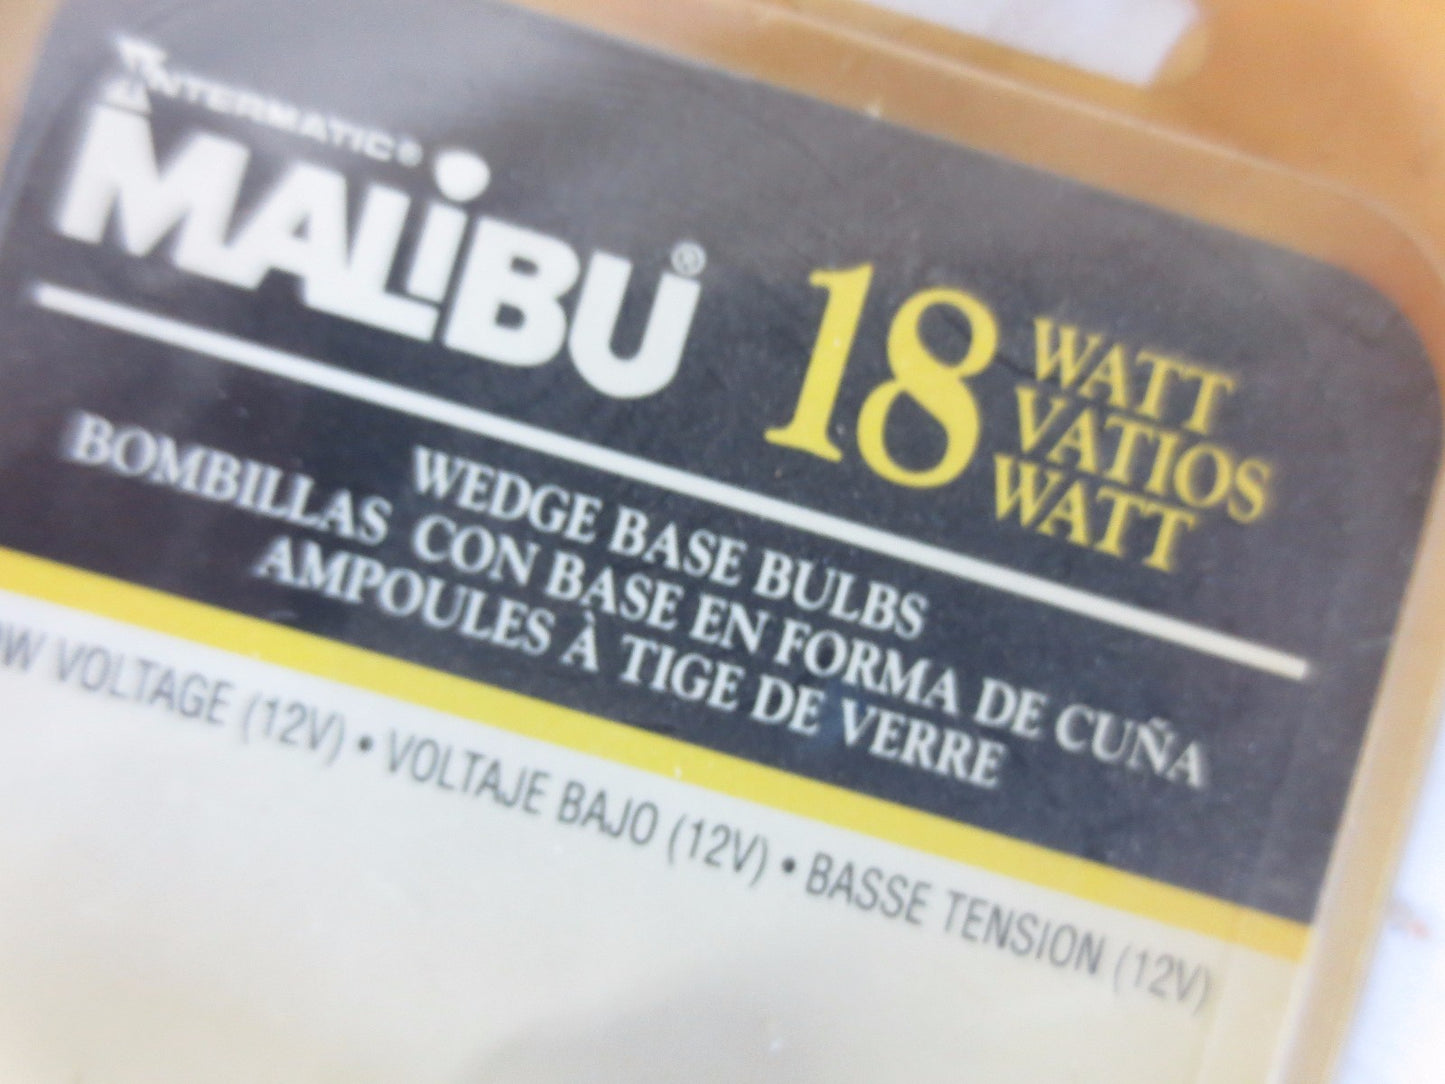 INTERMATIC®
MALiBU®
18 WATT
VATIOS
WATT
WEDGE BASE BULBS
BOMBILLAS CON BASE EN FORMA DE CUÑA
AMPOULES À TIGE DE VERRE
VOLTAGE (12V) • VOLTAJE BAJO (12V) • BASSE TENSION (12V)